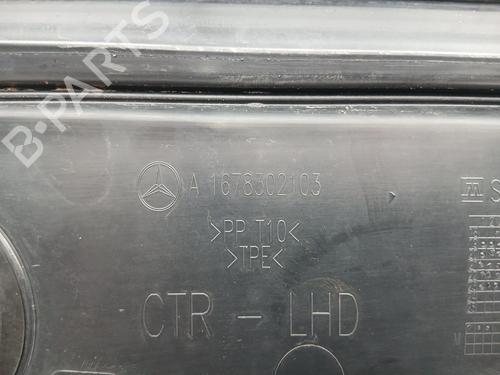 B-PARTS
A 1678302103
>PP T10<
>TPE<
CTR - LHD